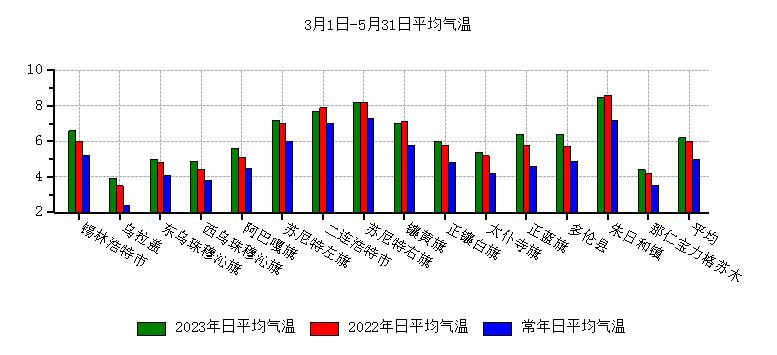 3月1日-5月31日平均气温
10
8
6
4
2
锡林浩特市
乌拉盖
东乌珠穆沁旗
西乌珠穆沁旗
阿巴嘎旗
苏尼特左旗
二连浩特市
苏尼特右旗
镶黄旗
正镶白旗
太仆寺旗
正蓝旗
多伦县
朱日和镇
那仁宝力格苏木
平均
2023年日平均气温
2022年日平均气温
常年日平均气温